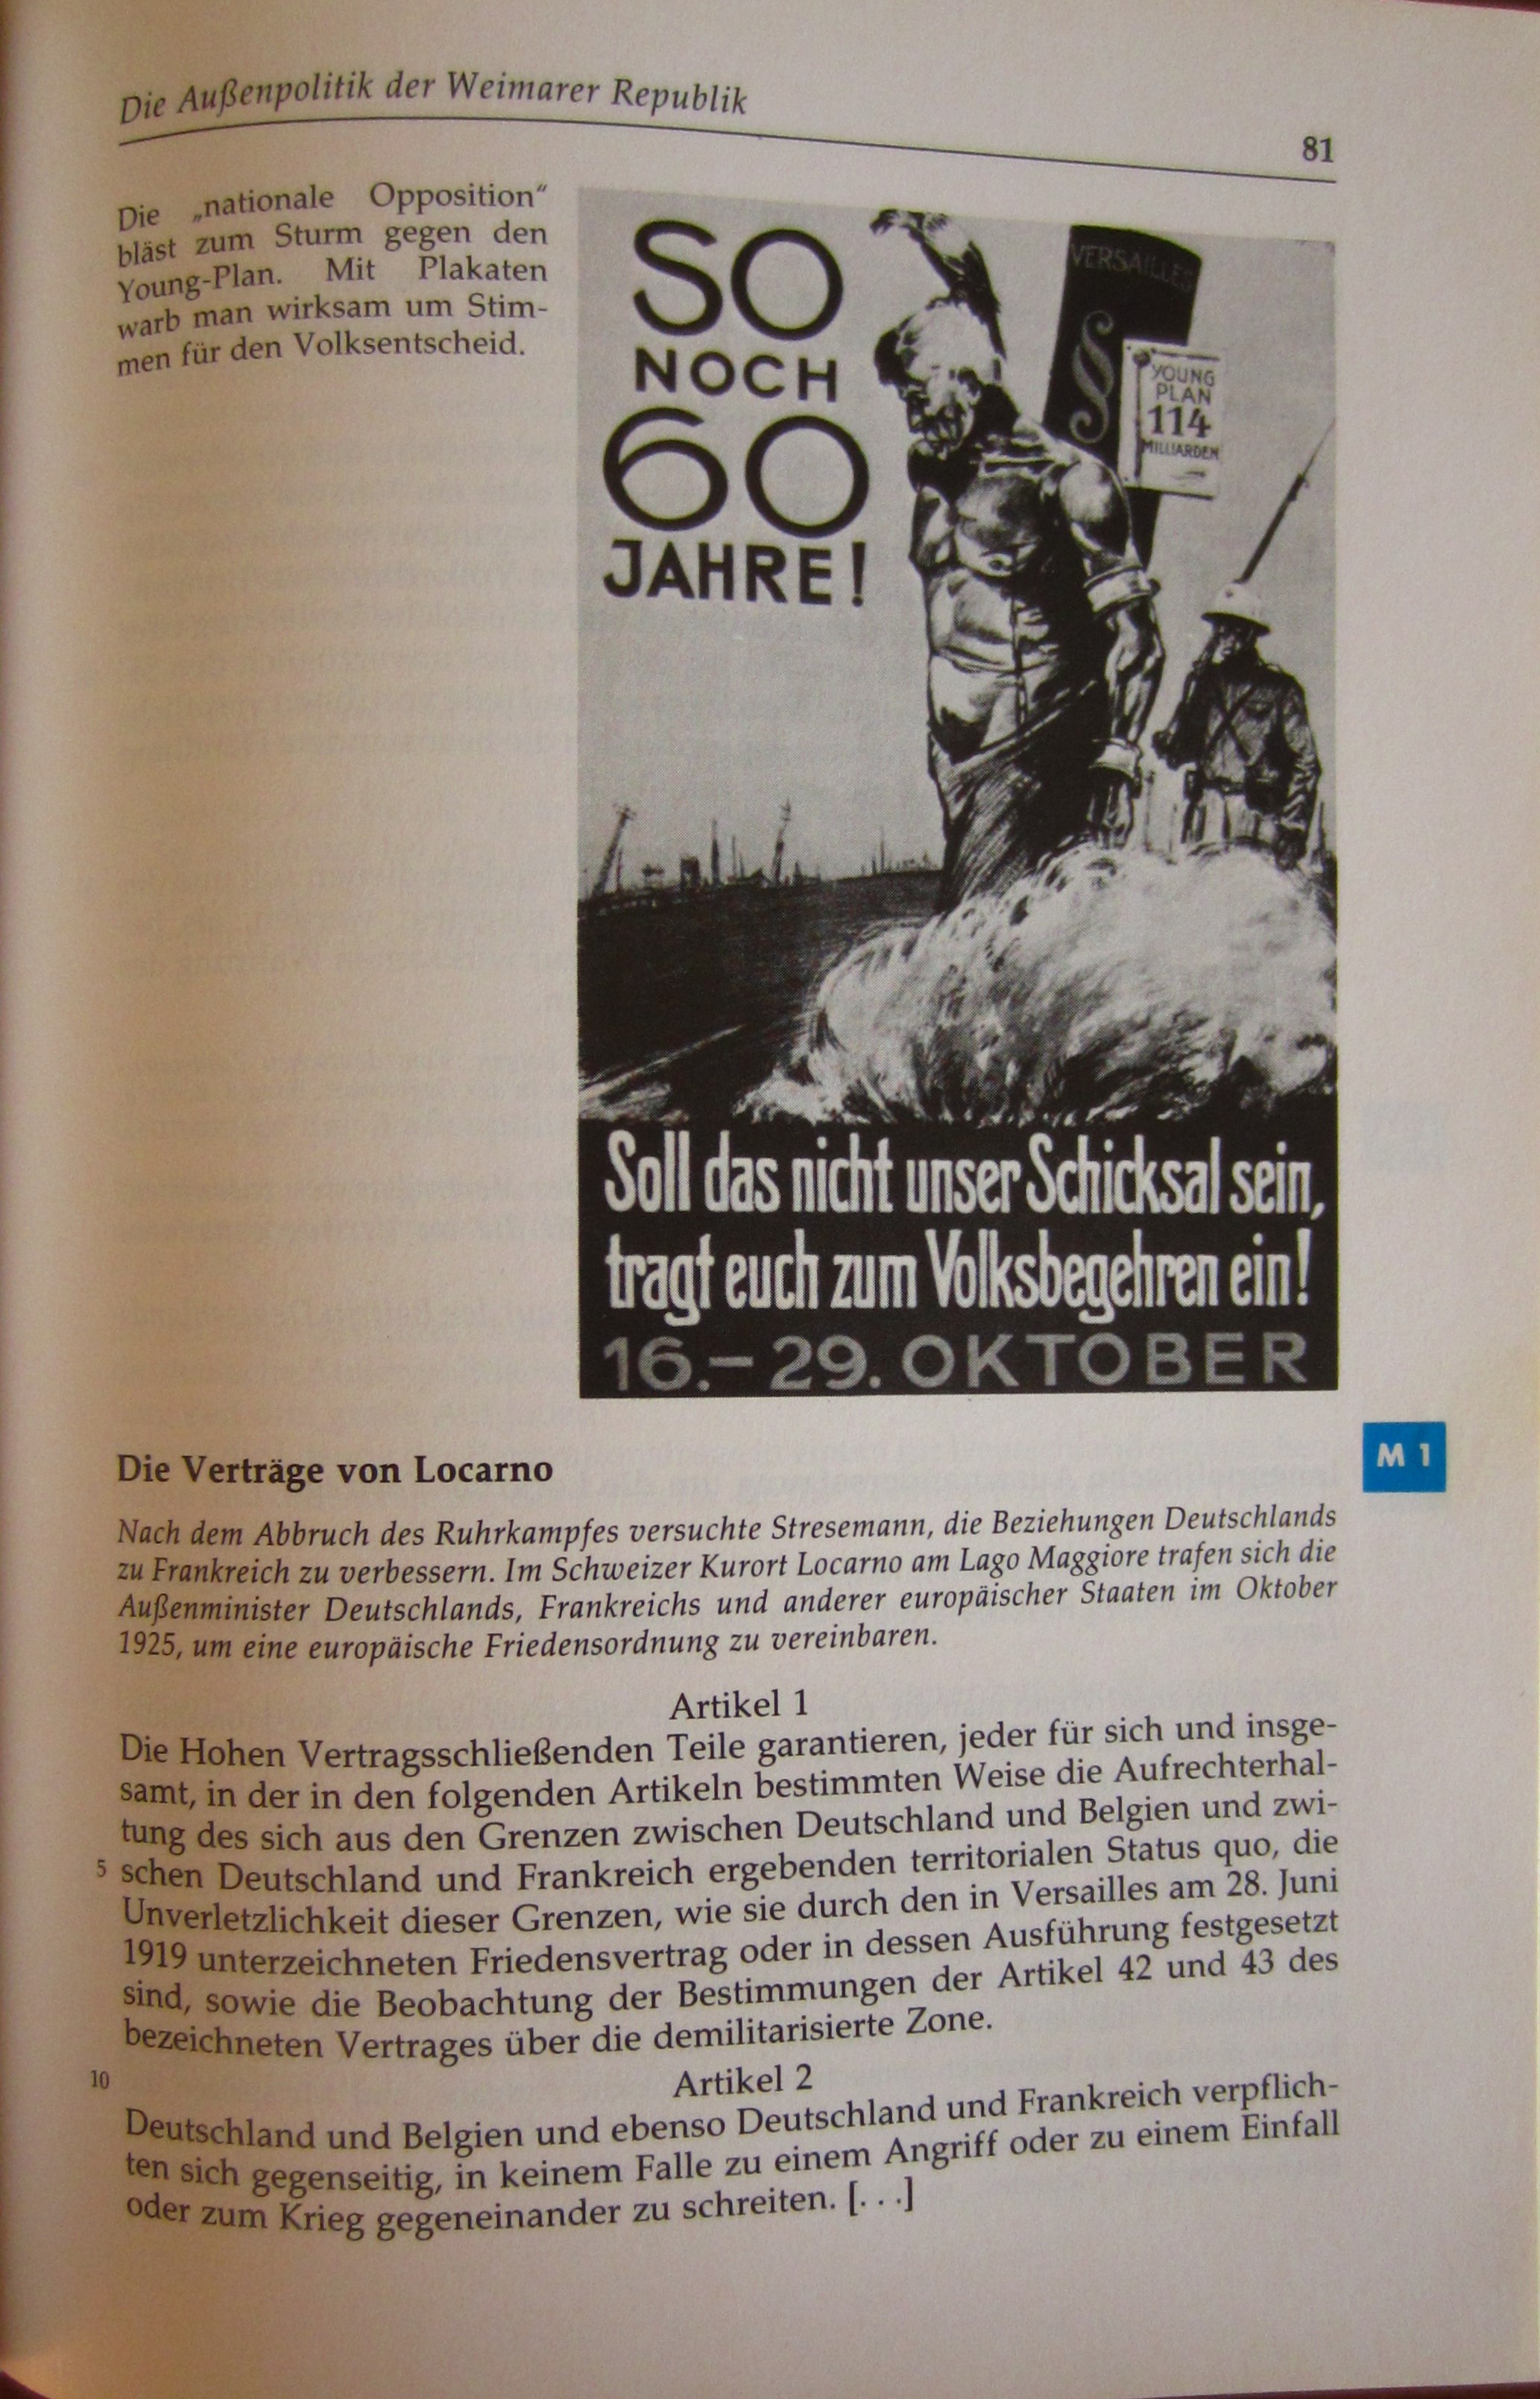 Die Außenpolitik der Weimarer Republik
81
Die „nationale Opposition“
bläst zum Sturm gegen den
Young-Plan. Mit Plakaten
warb man wirksam um Stim-
men für den Volksentscheid.
SO
NOCH
60
JAHRE!
VERSAILLES
§
YOUNG
PLAN
114
MILLIARDEN
Soll das nicht unser Schicksal sein,
tragt euch zum Volksbegehren ein!
16.–29. OKTOBER
M 1
Die Verträge von Locarno
Nach dem Abbruch des Ruhrkampfes versuchte Stresemann, die Beziehungen Deutschlands
zu Frankreich zu verbessern. Im Schweizer Kurort Locarno am Lago Maggiore trafen sich die
Außenminister Deutschlands, Frankreichs und anderer europäischer Staaten im Oktober
1925, um eine europäische Friedensordnung zu vereinbaren.
Artikel 1
Die Hohen Vertragsschließenden Teile garantieren, jeder für sich und insge-
samt, in der in den folgenden Artikeln bestimmten Weise die Aufrechterhal-
tung des sich aus den Grenzen zwischen Deutschland und Belgien und zwi-
5 schen Deutschland und Frankreich ergebenden territorialen Status quo, die
Unverletzlichkeit dieser Grenzen, wie sie durch den in Versailles am 28. Juni
1919 unterzeichneten Friedensvertrag oder in dessen Ausführung festgesetzt
sind, sowie die Beobachtung der Bestimmungen der Artikel 42 und 43 des
bezeichneten Vertrages über die demilitarisierte Zone.
10 Artikel 2
Deutschland und Belgien und ebenso Deutschland und Frankreich verpflich-
ten sich gegenseitig, in keinem Falle zu einem Angriff oder zu einem Einfall
oder zum Krieg gegeneinander zu schreiten. [. . .]